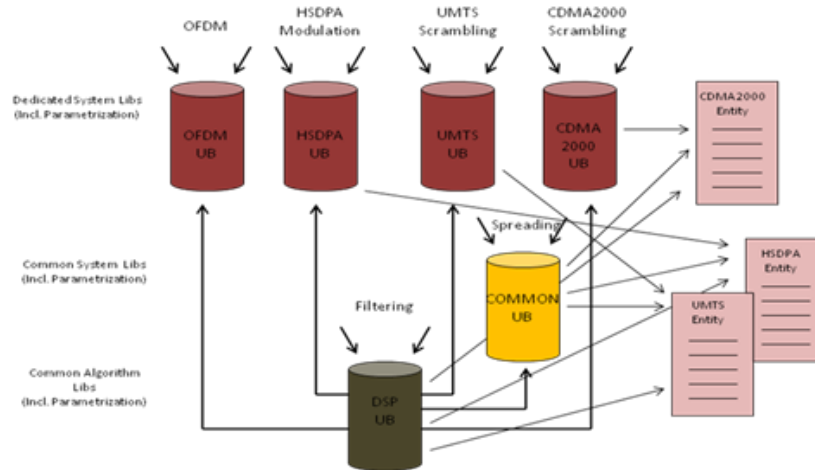 OFDM
HSDPA
Modulation
UMTS
Scrambling
CDMA2000
Scrambling
Dedicated System Libs
(Incl. Parametrization)
OFDM
UB
HSDPA
UB
UMTS
UB
CDMA
2000
UB
CDMA2000
Entity
Spreading
Common System Libs
(Incl. Parametrization)
COMMON
UB
HSDPA
Entity
UMTS
Entity
Filtering
Common Algorithm
Libs
(Incl. Parametrization)
DSP
UB